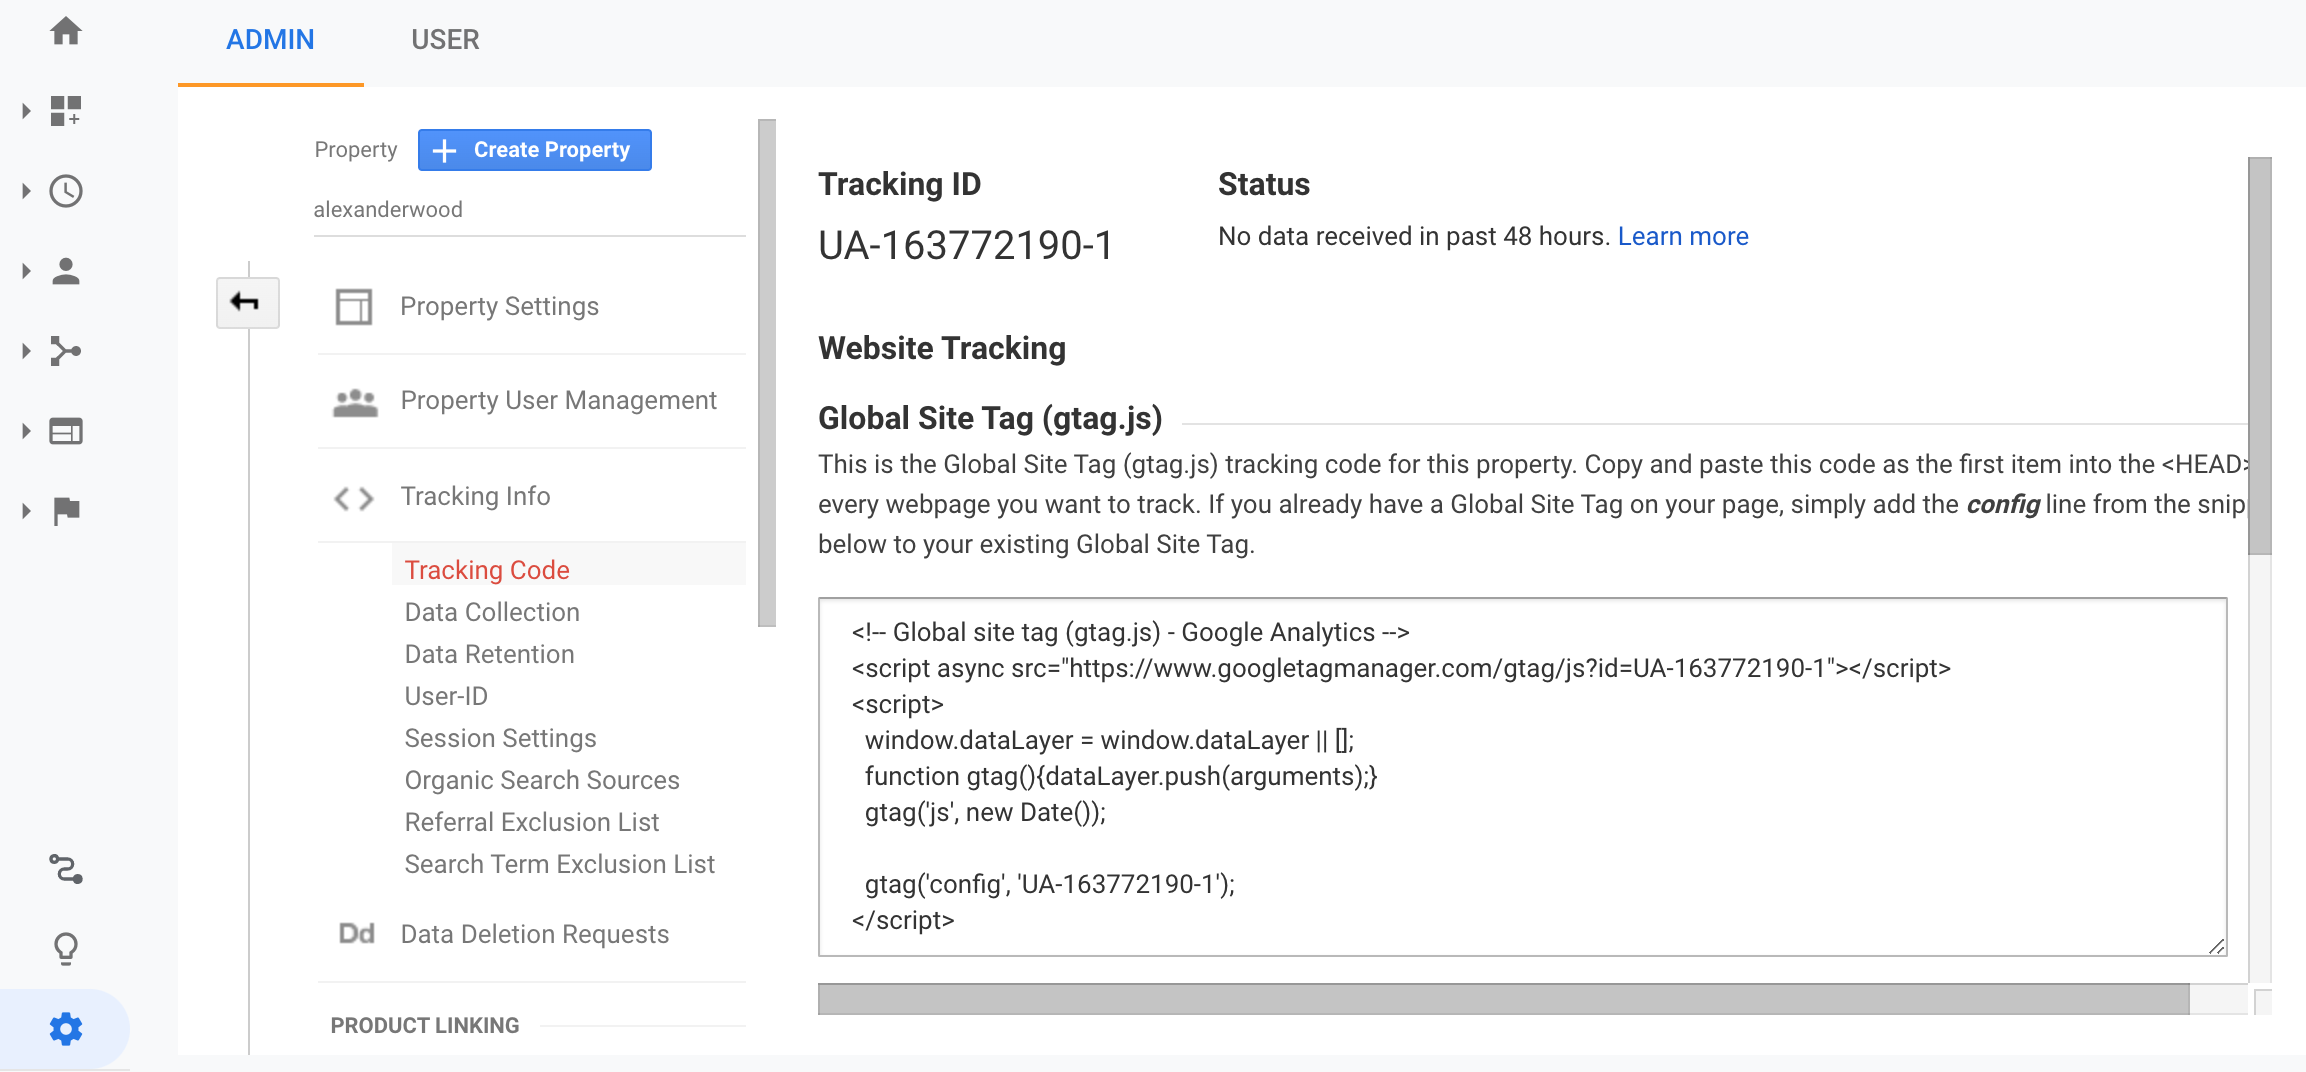 ADMIN
USER
Property
Create Property
alexanderwood
Property Settings
Property User Management
Tracking Info
Tracking Code
Data Collection
Data Retention
User-ID
Session Settings
Organic Search Sources
Referral Exclusion List
Search Term Exclusion List
Dd Data Deletion Requests
PRODUCT LINKING
Tracking ID
UA-163772190-1
Status
No data received in past 48 hours. Learn more
Website Tracking
Global Site Tag (gtag.js)
This is the Global Site Tag (gtag.js) tracking code for this property. Copy and paste this code as the first item into the <HEAD>
every webpage you want to track. If you already have a Global Site Tag on your page, simply add the config line from the snip
below to your existing Global Site Tag.
<!-- Global site tag (gtag.js) - Google Analytics -->
<script async src="https://www.googletagmanager.com/gtag/js?id=UA-163772190-1"></script>
<script>
window.dataLayer = window.dataLayer || [];
function gtag(){dataLayer.push(arguments);}
gtag('js', new Date());
gtag('config', 'UA-163772190-1');
</script>